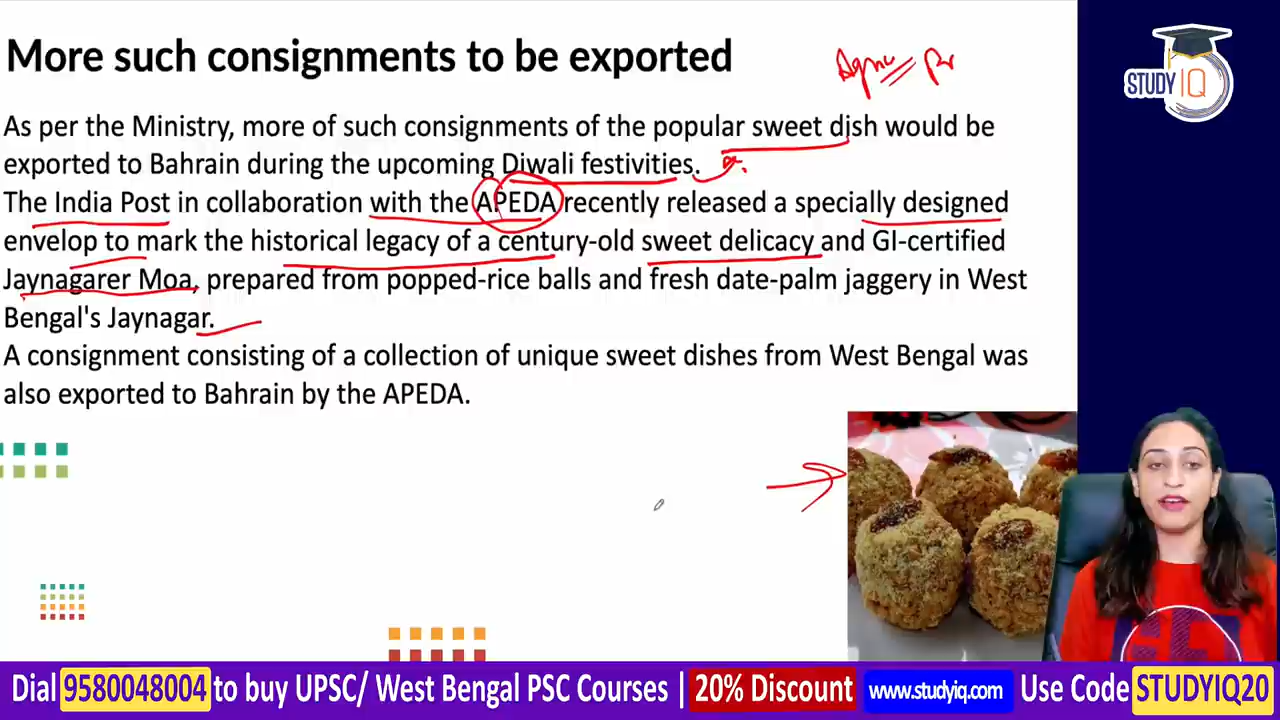 More such consignments to be exported
As per the Ministry, more of such consignments of the popular sweet dish would be
exported to Bahrain during the upcoming Diwali festivities.
The India Post in collaboration with the APEDA recently released a specially designed
envelop to mark the historical legacy of a century-old sweet delicacy and GI-certified
Jaynagarer Moa, prepared from popped-rice balls and fresh date-palm jaggery in West
Bengal's Jaynagar.
A consignment consisting of a collection of unique sweet dishes from West Bengal was
also exported to Bahrain by the APEDA.
STUDY IQ
Dial 9580048004 to buy UPSC/ West Bengal PSC Courses | 20% Discount www.studyiq.com Use Code STUDYIQ20